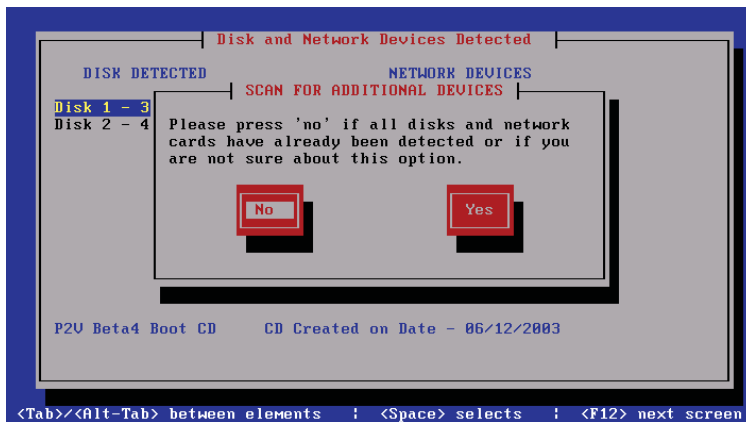 Disk and Network Devices Detected
DISK DETECTED NETWORK DEVICES
SCAN FOR ADDITIONAL DEVICES
Disk 1 - 3
Disk 2 - 4
Please press 'no' if all disks and network
cards have already been detected or if you
are not sure about this option.
No Yes
P2V Beta4 Boot CD CD Created on Date - 06/12/2003
<Tab>/<Alt-Tab> between elements ¦ <Space> selects ¦ <F12> next screen